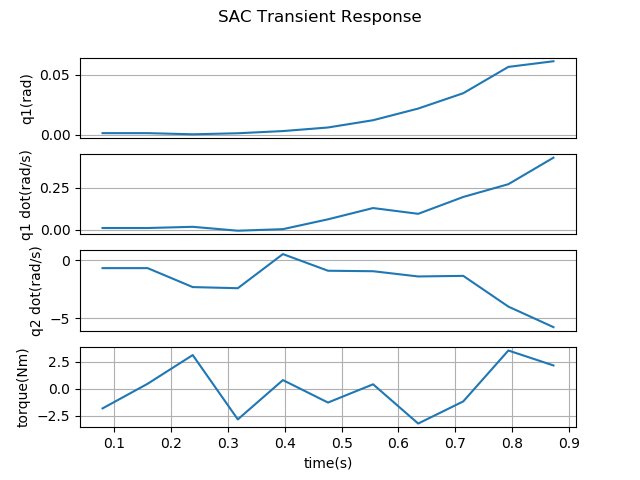 SAC Transient Response
q1(rad)
0.05
0.00
q1 dot(rad/s)
0.25
0.00
q2 dot(rad/s)
0
−5
torque(Nm)
2.5
0.0
−2.5
0.1 0.2 0.3 0.4 0.5 0.6 0.7 0.8 0.9
time(s)